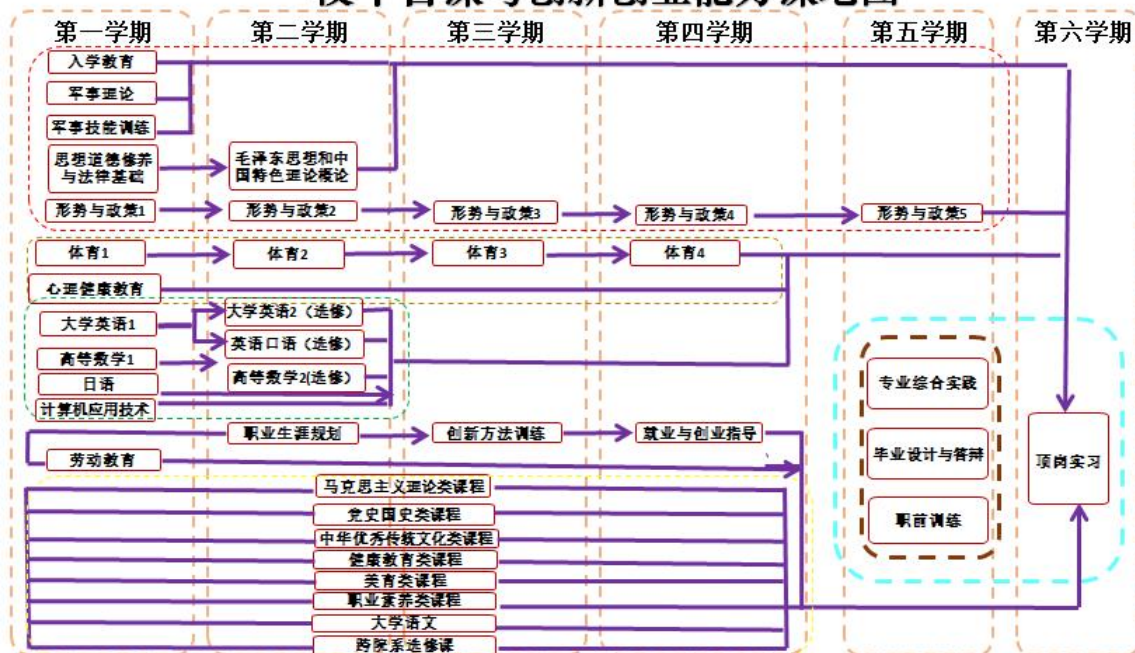 第一学期
第二学期
第三学期
第四学期
第五学期
第六学期
入学教育
军事理论
军事技能训练
思想道德修养
与法律基础
毛泽东思想和中
国特色理论概论
形势与政策1
形势与政策2
形势与政策3
形势与政策4
形势与政策5
体育1
体育2
体育3
体育4
心理健康教育
大学英语1
大学英语2（选修）
英语口语（选修）
高等数学1
高等数学2(选修）
日语
计算机应用技术
专业综合实践
毕业设计与答辩
职前训练
顶岗实习
职业生涯规划
创新方法训练
就业与创业指导
劳动教育
马克思主义理论类课程
党史国史类课程
中华优秀传统文化类课程
健康教育类课程
美育类课程
职业素养类课程
大学语文
跨院系选修课